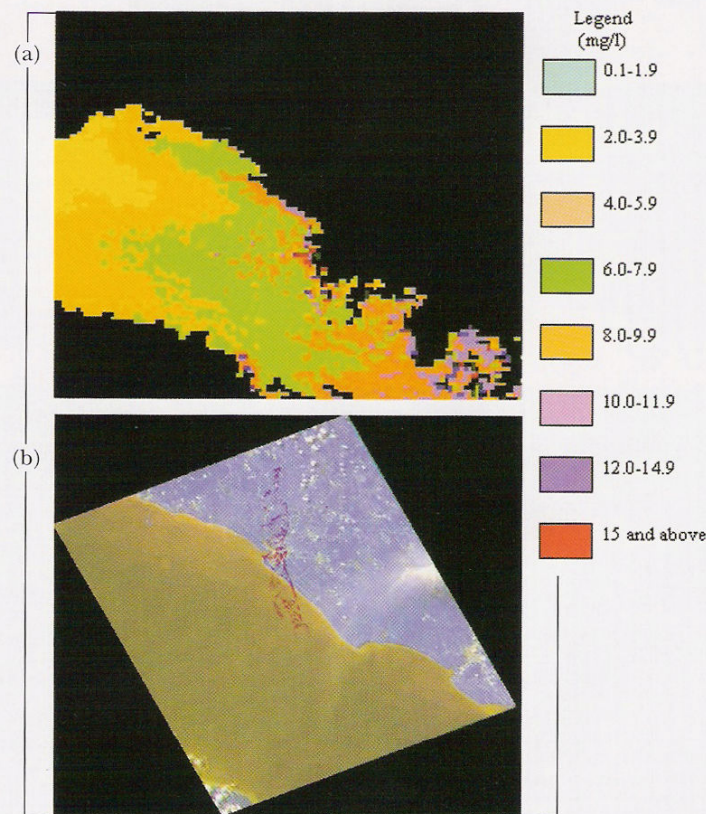 Legend
(mg/l)
(a)
0.1-1.9
2.0-3.9
4.0-5.9
6.0-7.9
8.0-9.9
10.0-11.9
(b)
12.0-14.9
15 and above